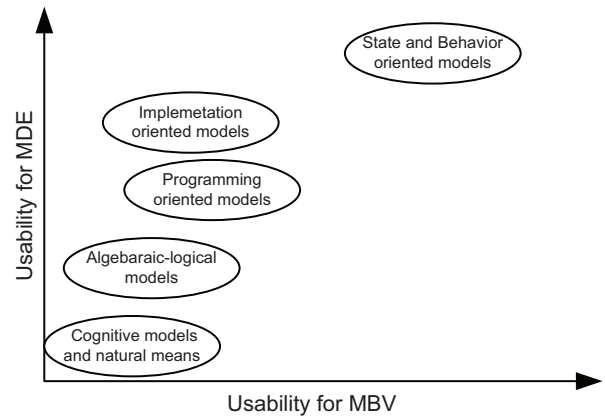 State and Behavior
oriented models
Implemetation
oriented models
Programming
oriented models
Algebaraic-logical
models
Cognitive models
and natural means
Usability for MDE
Usability for MBV